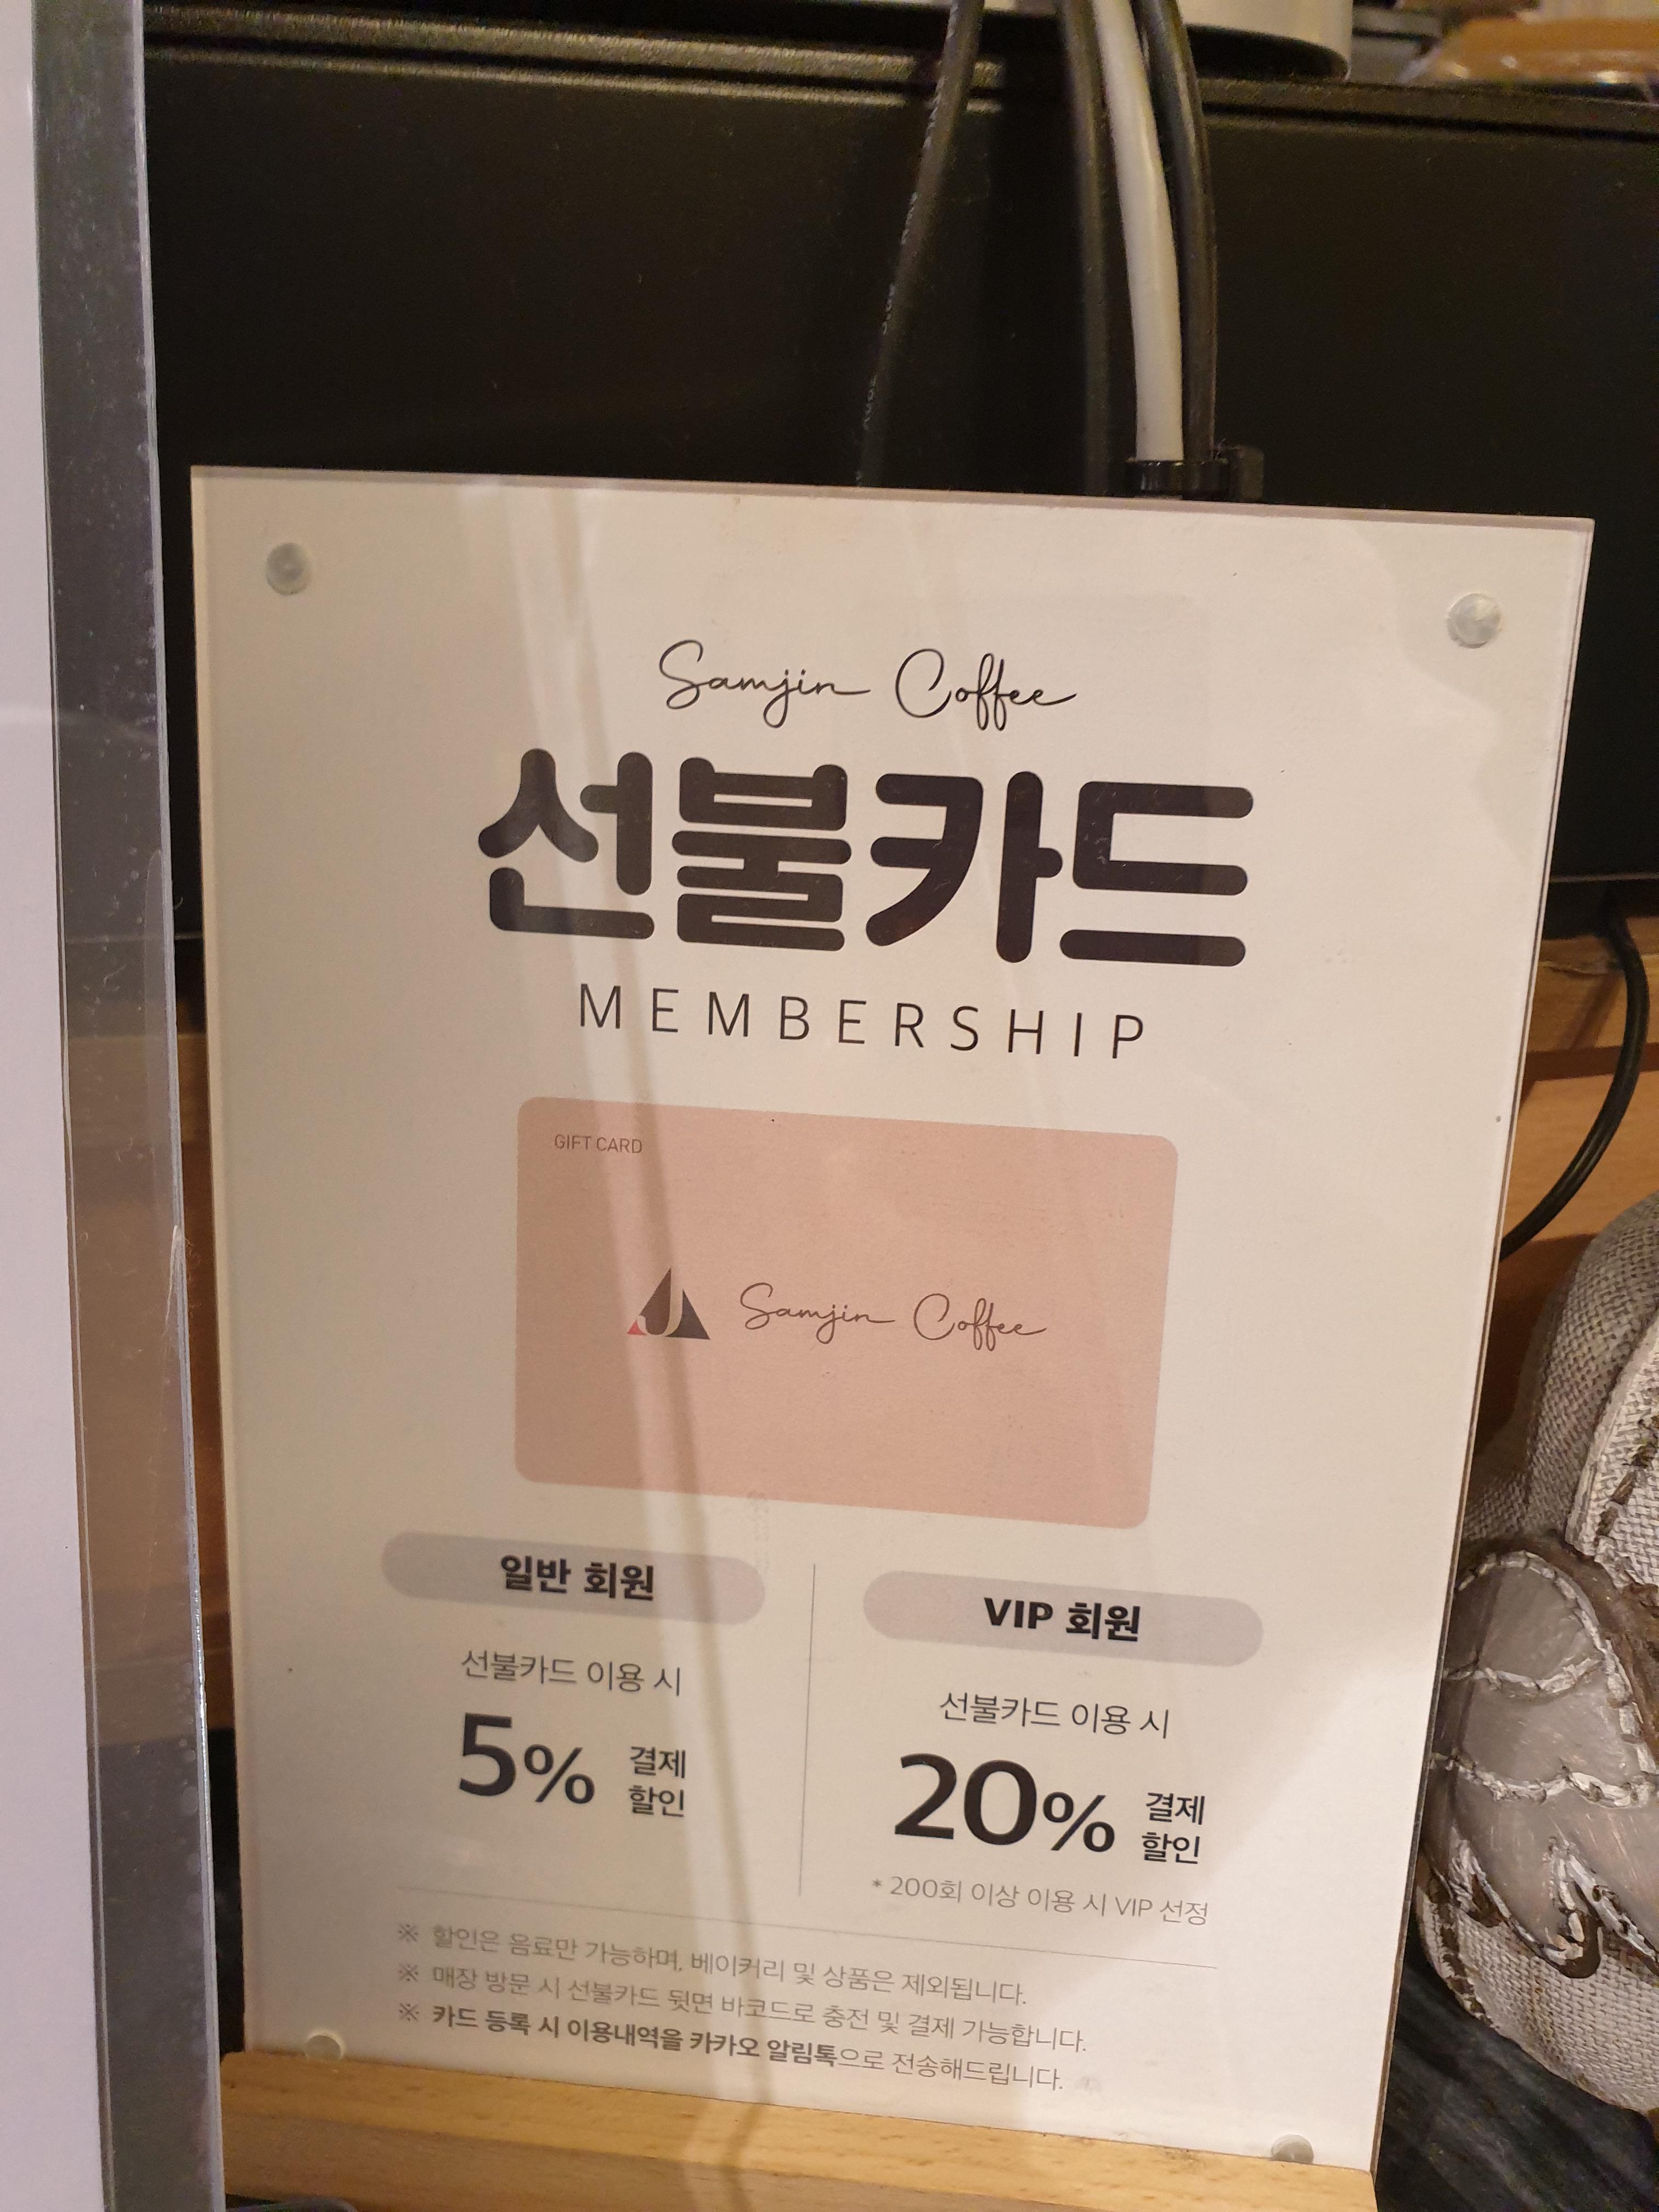 Samjin Coffee
선불카드
MEMBERSHIP
GIFT CARD
Samjin Coffee
일반 회원
선불카드 이용 시
5% 결제 할인
VIP 회원
선불카드 이용 시
20% 결제 할인
* 200회 이상 이용 시 VIP 선정
※ 할인은 음료만 가능하며, 베이커리 및 상품은 제외됩니다.
※ 매장 방문 시 선불카드 뒷면 바코드로 충전 및 결제 가능합니다.
※ 카드 등록 시 이용내역을 카카오 알림톡으로 전송해드립니다.